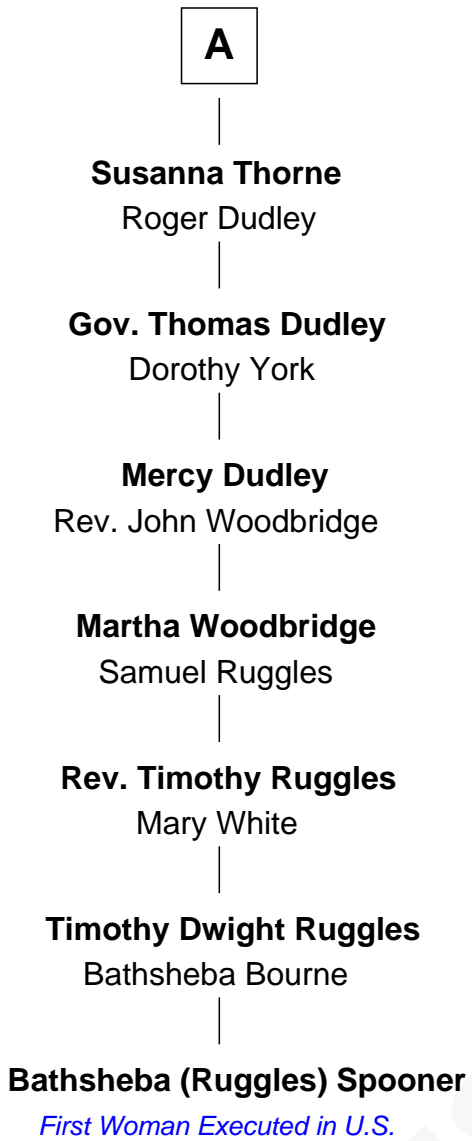 A
Susanna Thorne
Roger Dudley
Gov. Thomas Dudley
Dorothy York
Mercy Dudley
Rev. John Woodbridge
Martha Woodbridge
Samuel Ruggles
Rev. Timothy Ruggles
Mary White
Timothy Dwight Ruggles
Bathsheba Bourne
Bathsheba (Ruggles) Spooner
First Woman Executed in U.S.